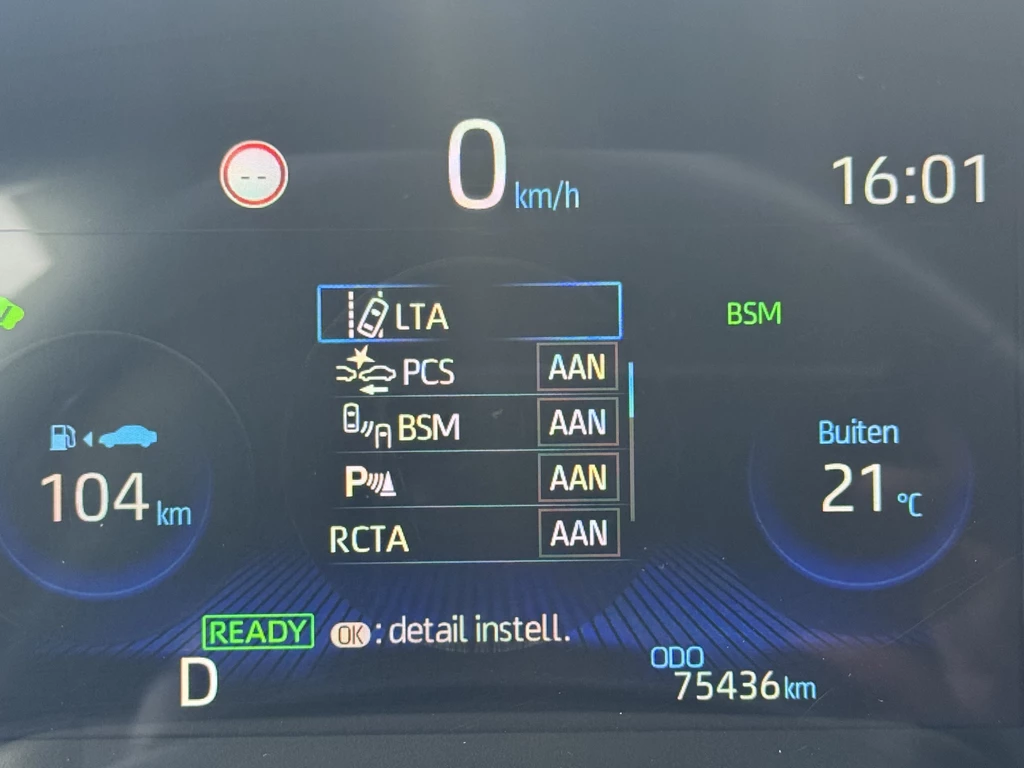 --
0 km/h
16:01
LTA
BSM
PCS AAN
BSM AAN
P AAN
RCTA AAN
104 km
Buiten
21 °C
READY
OK : detail instell.
D
ODO
75436 km